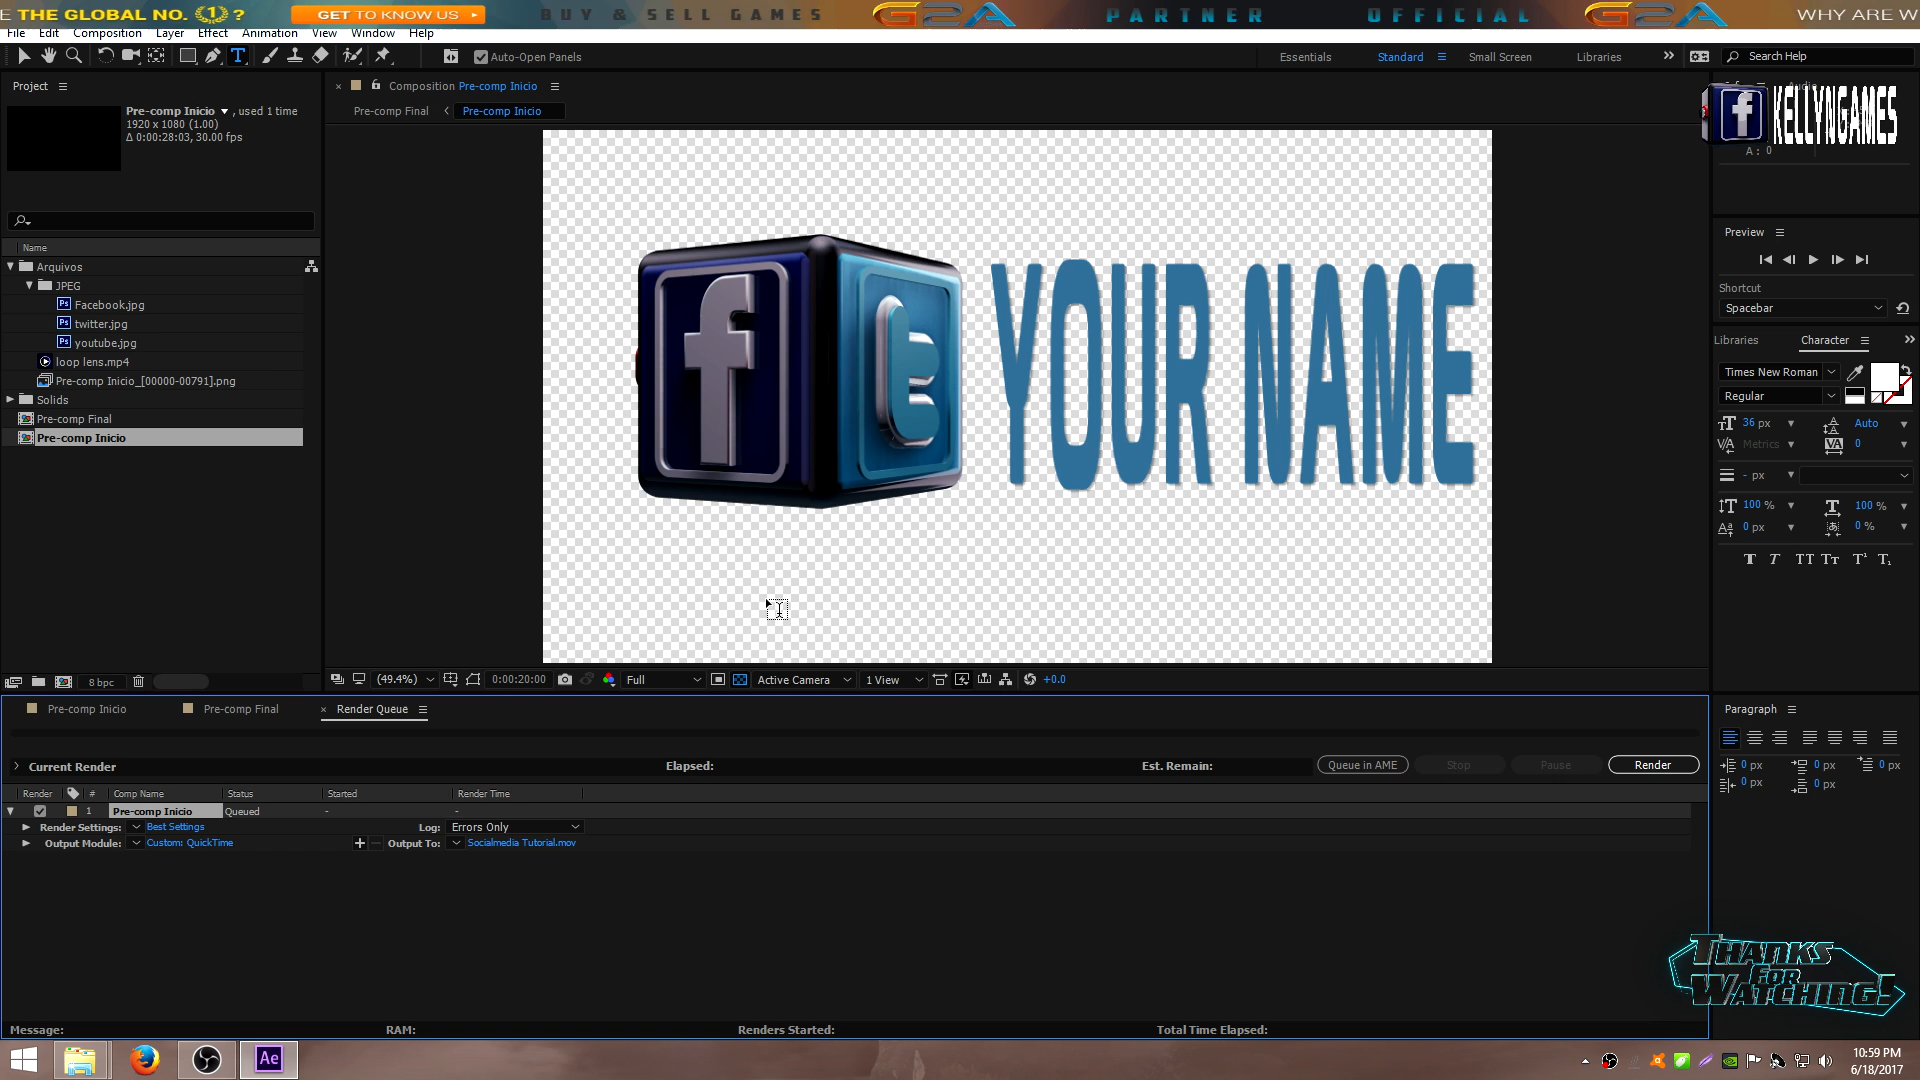 E THE GLOBAL NO. 1 ?
GET TO KNOW US
BUY & SELL GAMES
G2A
PARTNER
OFFICIAL
G2A
WHY ARE W
File Edit Composition Layer Effect Animation View Window Help
Auto-Open Panels
Essentials
Standard
Small Screen
Libraries
Search Help
Project
Pre-comp Inicio , used 1 time
1920 x 1080 (1.00)
Δ 0:00:28:03, 30.00 fps
Name
Arquivos
JPEG
Facebook.jpg
twitter.jpg
youtube.jpg
loop lens.mp4
Pre-comp Inicio_[00000-00791].png
Solids
Pre-comp Final
Pre-comp Inicio
8 bpc
Composition Pre-comp Inicio
Pre-comp Final
Pre-comp Inicio
f
t
YOUR NAME
(49.4%)
0:00:20:00
Full
Active Camera
1 View
+0.0
Audio
f KELLYNGAMES
A : 0
Preview
Shortcut
Spacebar
Libraries
Character
Times New Roman
Regular
36 px
Auto
Metrics
0
- px
100 %
100 %
0 px
0 %
Paragraph
0 px
0 px
0 px
0 px
0 px
Pre-comp Inicio
Pre-comp Final
Render Queue
Current Render
Elapsed:
Est. Remain:
Queue in AME
Stop
Pause
Render
Render # Comp Name Status Started Render Time
1 Pre-comp Inicio Queued - -
Render Settings: Best Settings Log: Errors Only
Output Module: Custom: QuickTime Output To: Socialmedia Tutorial.mov
THANKS
FOR
WATCHING!
Message:
RAM:
Renders Started:
Total Time Elapsed:
Ae
10:59 PM
6/18/2017